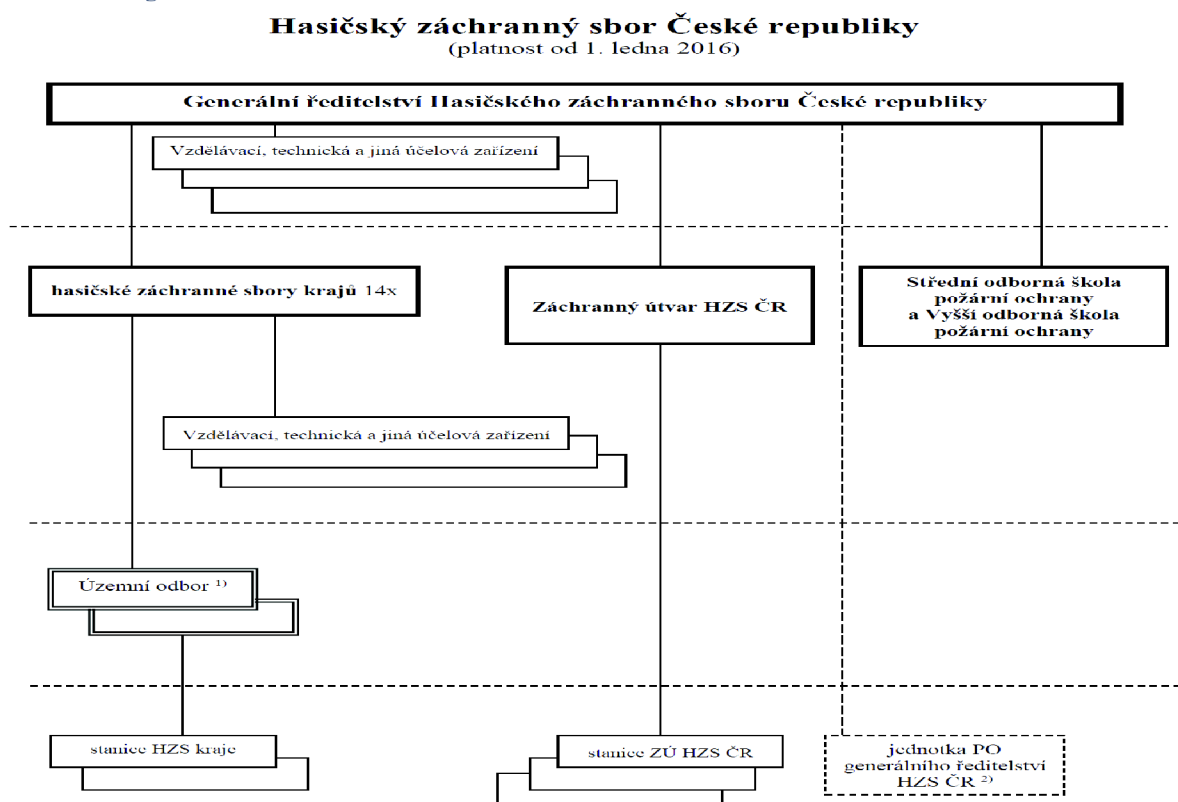 Hasičský záchranný sbor České republiky
(platnost od 1. ledna 2016)
Generální ředitelství Hasičského záchranného sboru České republiky
Vzdělávací, technická a jiná účelová zařízení
hasičské záchranné sbory krajů 14x
Záchranný útvar HZS ČR
Střední odborná škola
požární ochrany
a Vyšší odborná škola
požární ochrany
Vzdělávací, technická a jiná účelová zařízení
Územní odbor 1)
stanice HZS kraje
stanice ZÚ HZS ČR
jednotka PO
generálního ředitelství
HZS ČR 2)